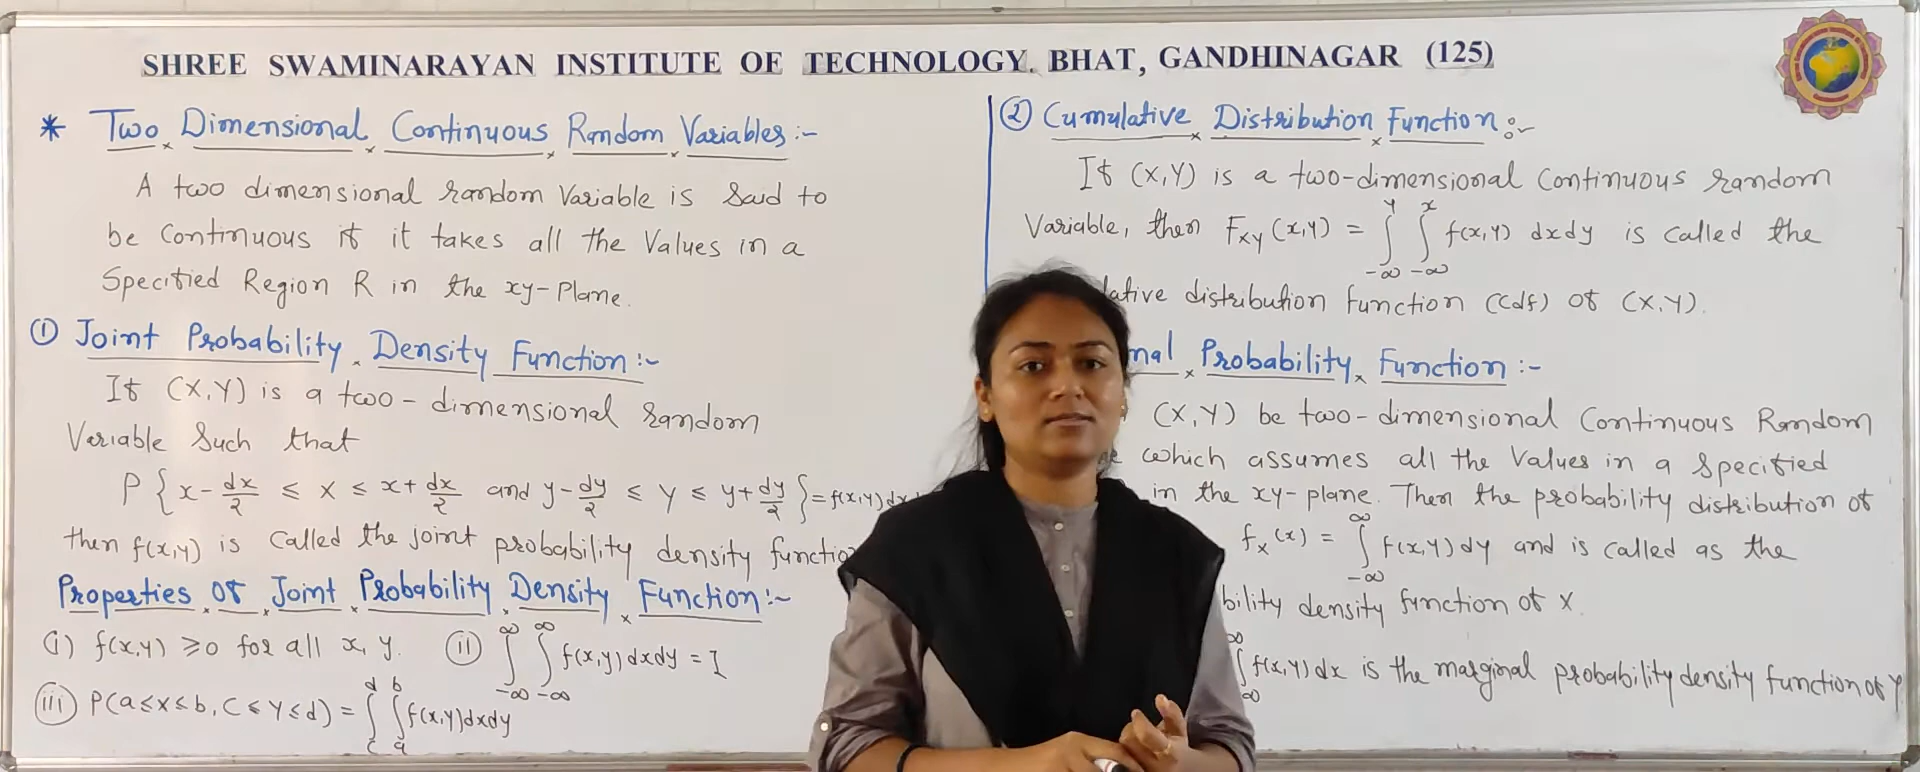 SHREE SWAMINARAYAN INSTITUTE OF TECHNOLOGY, BHAT, GANDHINAGAR (125)
* Two Dimensional Continuous Random Variables :-
A two dimensional random Variable is Said to
be Continuous if it takes all the Values in a
Specified Region R in the xy-Plane.
① Joint Probability Density Function :-
If (X,Y) is a two-dimensional random
Variable Such that
P{x-dx/2 ≤ X ≤ x+dx/2 and y-dy/2 ≤ Y ≤ y+dy/2} = f(x,y) dx
then f(x,y) is called the joint probability density functio
Properties of Joint Probability Density Function :-
(i) f(x,y) ≥ 0 for all x, y. (ii) ∫_{-∞}^{∞} ∫_{-∞}^{∞} f(x,y) dxdy = 1
(iii) P(a≤X≤b, C≤Y≤d) = ∫_c^d ∫_a^b f(x,y) dxdy
② Cumulative Distribution Function :-
If (X,Y) is a two-dimensional Continuous random
Variable, then F_XY(x,y) = ∫_{-∞}^{y} ∫_{-∞}^{x} f(x,y) dxdy is called the
lative distribution function (cdf) of (X,Y).
nal Probability Function :-
(X,Y) be two-dimensional Continuous Random
e which assumes all the Values in a Specified
in the xy-plane. Then the probability distribution of
f_X(x) = ∫_{-∞}^{∞} f(x,y) dy and is called as the
bility density function of X.
∫_{∞}^{∞} f(x,y) dx is the marginal probability density function of Y